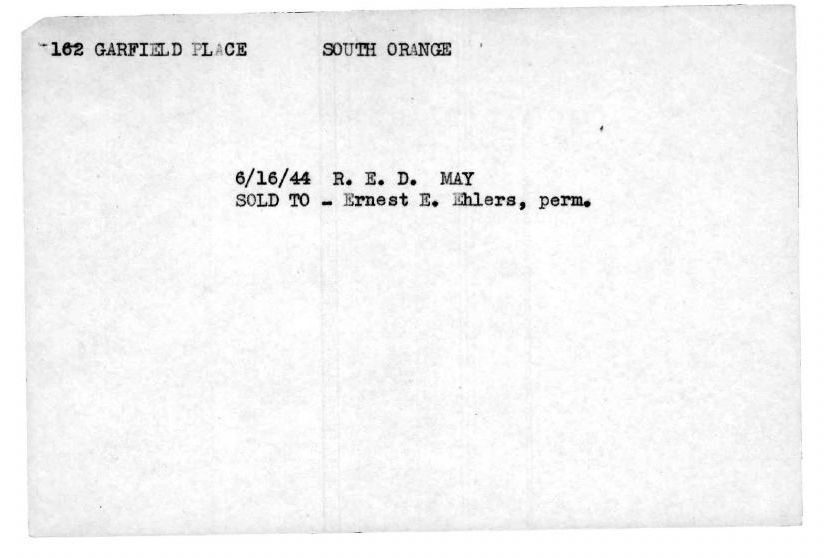 162 GARFIELD PLACE SOUTH ORANGE
6/16/44 R. E. D. MAY
SOLD TO - Ernest E. Ehlers, perm.